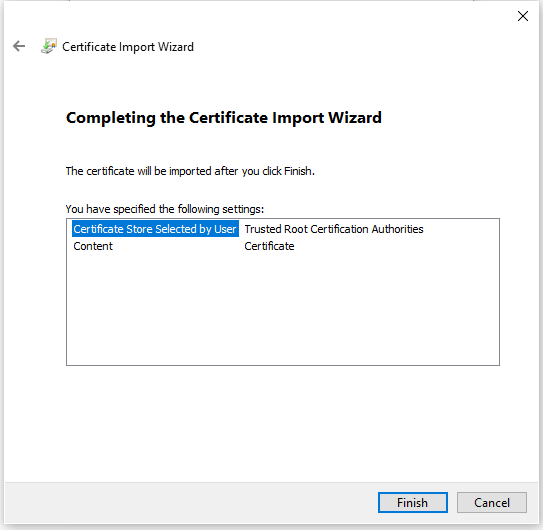 Certificate Import Wizard
Completing the Certificate Import Wizard
The certificate will be imported after you click Finish.
You have specified the following settings:
Certificate Store Selected by User Trusted Root Certification Authorities
Content Certificate
Finish Cancel